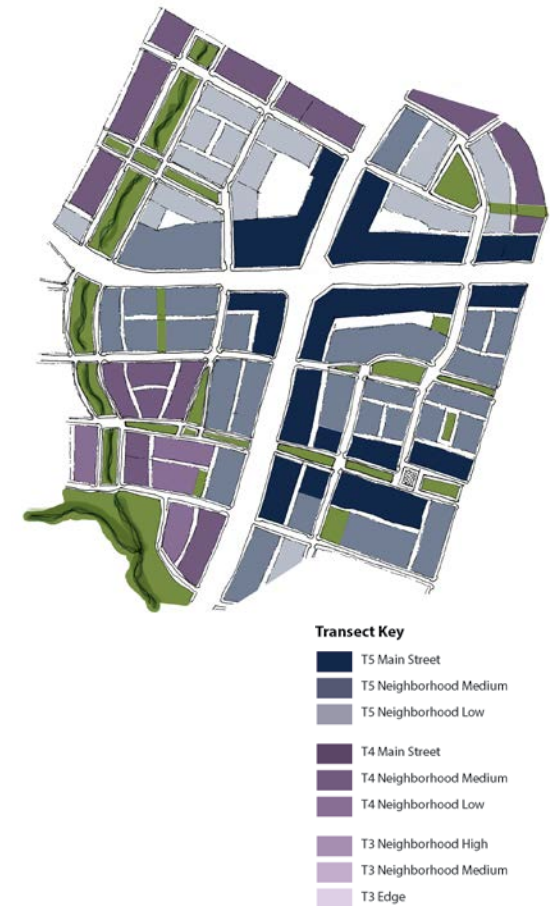 Transect Key
T5 Main Street
T5 Neighborhood Medium
T5 Neighborhood Low
T4 Main Street
T4 Neighborhood Medium
T4 Neighborhood Low
T3 Neighborhood High
T3 Neighborhood Medium
T3 Edge